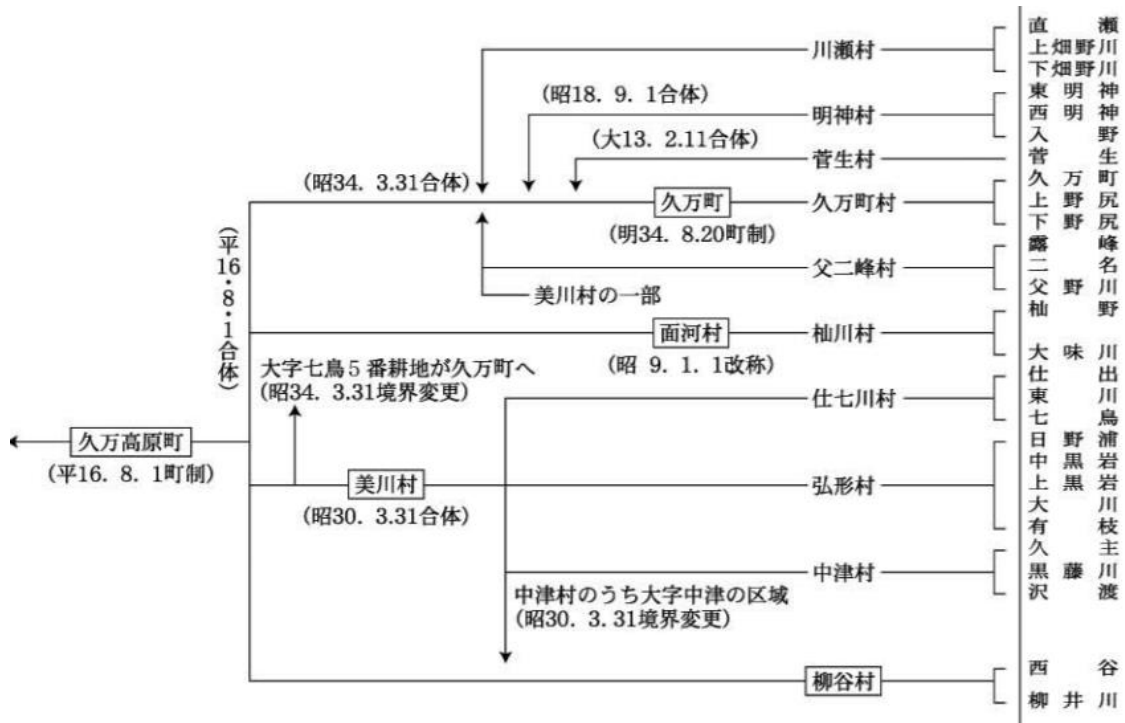 直瀬
川瀬村
上畑野川
下畑野川
(昭18. 9. 1合体)
明神村
東明神
西明神
入野
(大13. 2.11合体)
菅生村
菅生
(昭34. 3.31合体)
久万町
久万町村
久万町
上野尻
下野尻
(明34. 8.20町制)
(平16・8・1合体)
父二峰村
露峰
二名
父野川
美川村の一部
面河村
杣川村
杣野
大味川
(昭 9. 1. 1改称)
大字七鳥5番耕地が久万町へ
(昭34. 3.31境界変更)
仕七川村
仕出
東川
七鳥
久万高原町
(平16. 8. 1町制)
美川村
(昭30. 3.31合体)
弘形村
日野浦
中黒岩
上黒岩
大川
有枝
中津村
久主
黒藤川
沢渡
中津村のうち大字中津の区域
(昭30. 3. 31境界変更)
柳谷村
西谷
柳井川